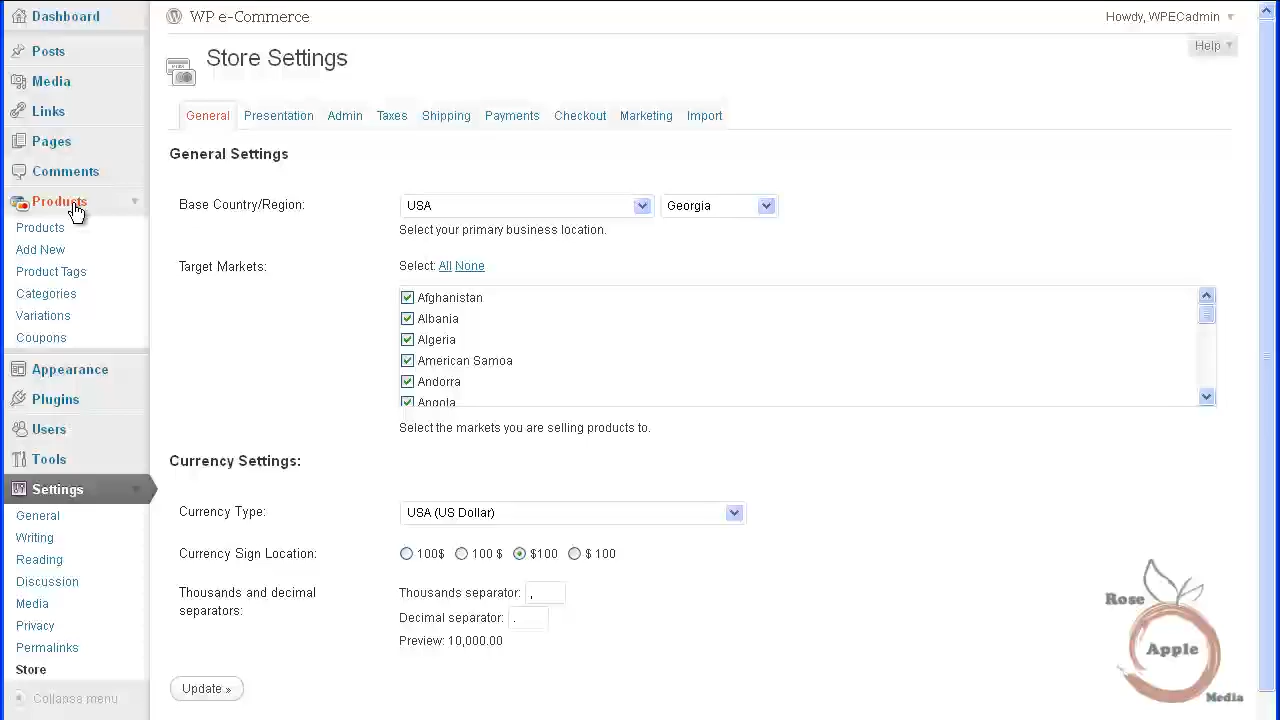 Dashboard
Posts
Media
Links
Pages
Comments
Products
Products
Add New
Product Tags
Categories
Variations
Coupons
Appearance
Plugins
Users
Tools
Settings
General
Writing
Reading
Discussion
Media
Privacy
Permalinks
Store
Collapse menu
WP e-Commerce
Howdy, WPECadmin
Help
Store Settings
General Presentation Admin Taxes Shipping Payments Checkout Marketing Import
General Settings
Base Country/Region: USA Georgia
Select your primary business location.
Target Markets: Select: All None
Afghanistan
Albania
Algeria
American Samoa
Andorra
Angola
Select the markets you are selling products to.
Currency Settings:
Currency Type: USA (US Dollar)
Currency Sign Location: 100$ 100 $ $100 $ 100
Thousands and decimal
separators:
Thousands separator: ,
Decimal separator: .
Preview: 10,000.00
Update »
Rose
Apple
Media